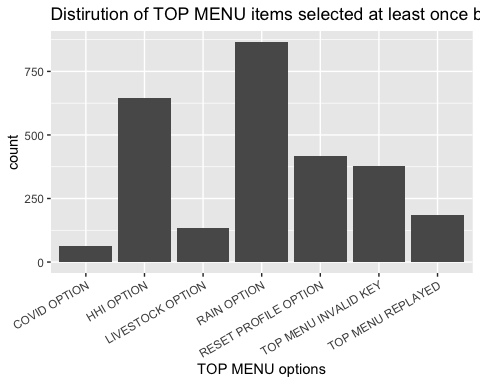 Distirution of TOP MENU items selected at least once b
750
500
250
0
count
COVID OPTION
HHI OPTION
LIVESTOCK OPTION
RAIN OPTION
RESET PROFILE OPTION
TOP MENU INVALID KEY
TOP MENU REPLAYED
TOP MENU options